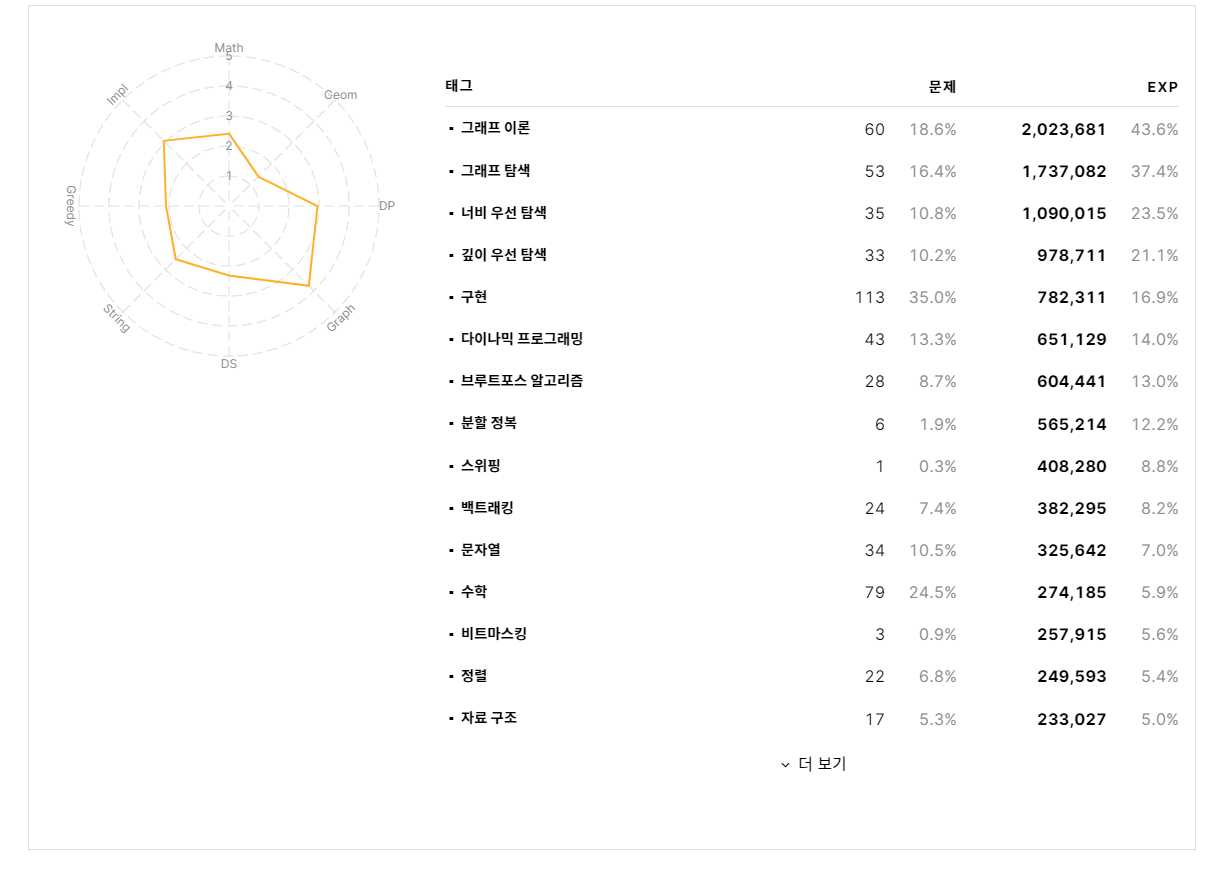 Math
5
4
3
2
1
Impl
Geom
Greedy
DP
String
Graph
DS
태그 문제 EXP
그래프 이론 60 18.6% 2,023,681 43.6%
그래프 탐색 53 16.4% 1,737,082 37.4%
너비 우선 탐색 35 10.8% 1,090,015 23.5%
깊이 우선 탐색 33 10.2% 978,711 21.1%
구현 113 35.0% 782,311 16.9%
다이나믹 프로그래밍 43 13.3% 651,129 14.0%
브루트포스 알고리즘 28 8.7% 604,441 13.0%
분할 정복 6 1.9% 565,214 12.2%
스위핑 1 0.3% 408,280 8.8%
백트래킹 24 7.4% 382,295 8.2%
문자열 34 10.5% 325,642 7.0%
수학 79 24.5% 274,185 5.9%
비트마스킹 3 0.9% 257,915 5.6%
정렬 22 6.8% 249,593 5.4%
자료 구조 17 5.3% 233,027 5.0%
더 보기